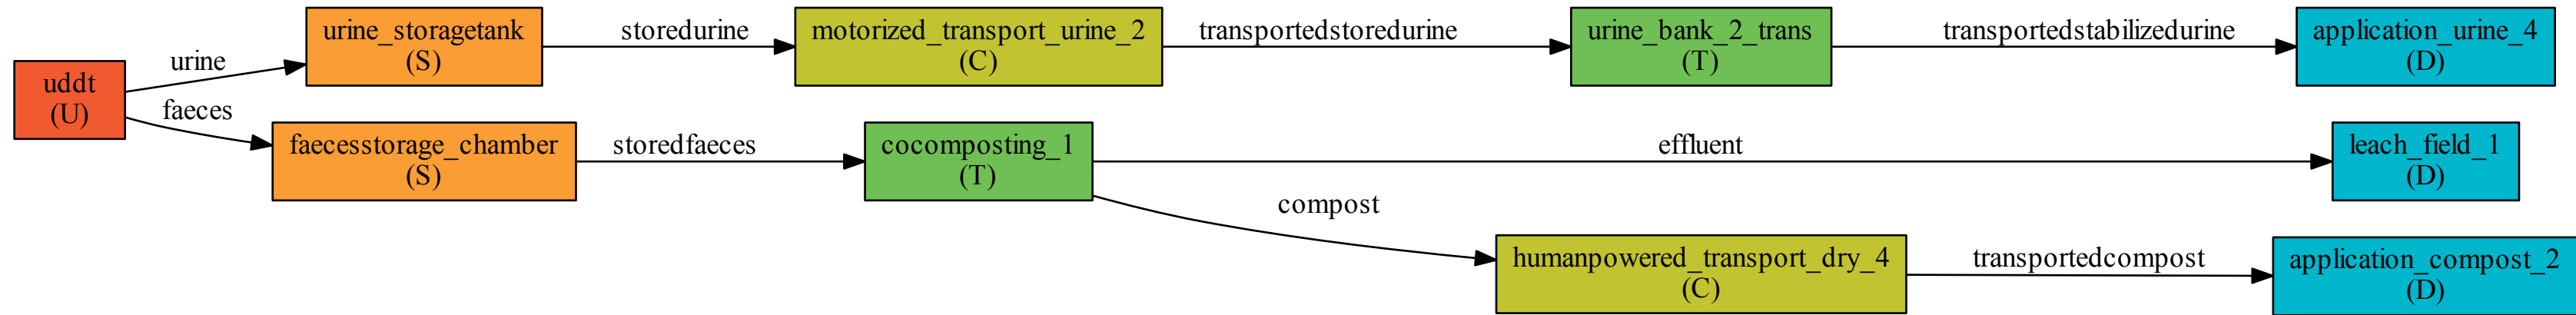 uddt
(U)
urine
faeces
urine_storagetank
(S)
storedurine
motorized_transport_urine_2
(C)
transportedstoredurine
urine_bank_2_trans
(T)
transportedstabilizedurine
application_urine_4
(D)
faecesstorage_chamber
(S)
storedfaeces
cocomposting_1
(T)
effluent
leach_field_1
(D)
compost
humanpowered_transport_dry_4
(C)
transportedcompost
application_compost_2
(D)